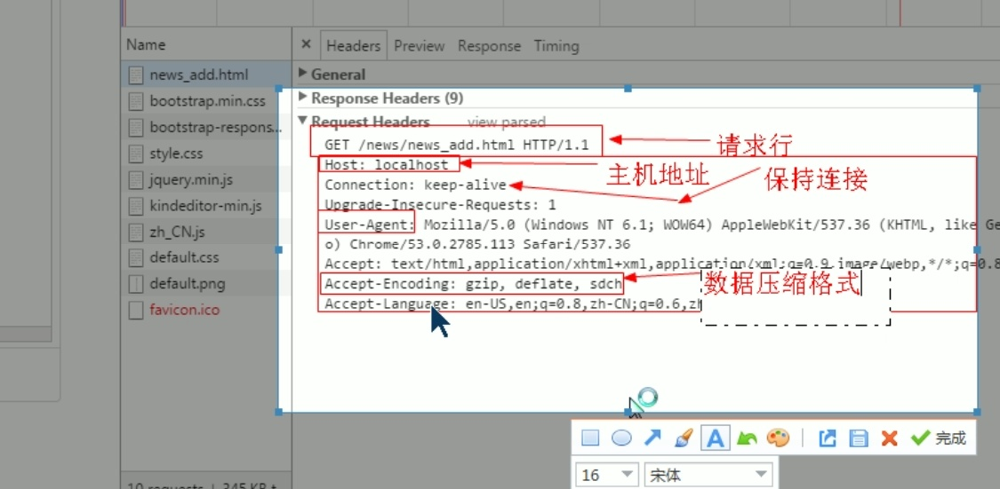 Name
× Headers Preview Response Timing
news_add.html
General
bootstrap.min.css
Response Headers (9)
bootstrap-respons...
Request Headers view parsed
style.css
GET /news/news_add.html HTTP/1.1
请求行
jquery.min.js
Host: localhost
主机地址
保持连接
Connection: keep-alive
kindeditor-min.js
Upgrade-Insecure-Requests: 1
zh_CN.js
User-Agent: Mozilla/5.0 (Windows NT 6.1; WOW64) AppleWebKit/537.36 (KHTML, like Ge
o) Chrome/53.0.2785.113 Safari/537.36
default.css
Accept: text/html,application/xhtml+xml,application/xml;q=0.9,image/webp,*/*;q=0.8
default.png
Accept-Encoding: gzip, deflate, sdch
数据压缩格式
favicon.ico
Accept-Language: en-US,en;q=0.8,zh-CN;q=0.6,zh
A
完成
16 宋体
10 requests | 345 KB t